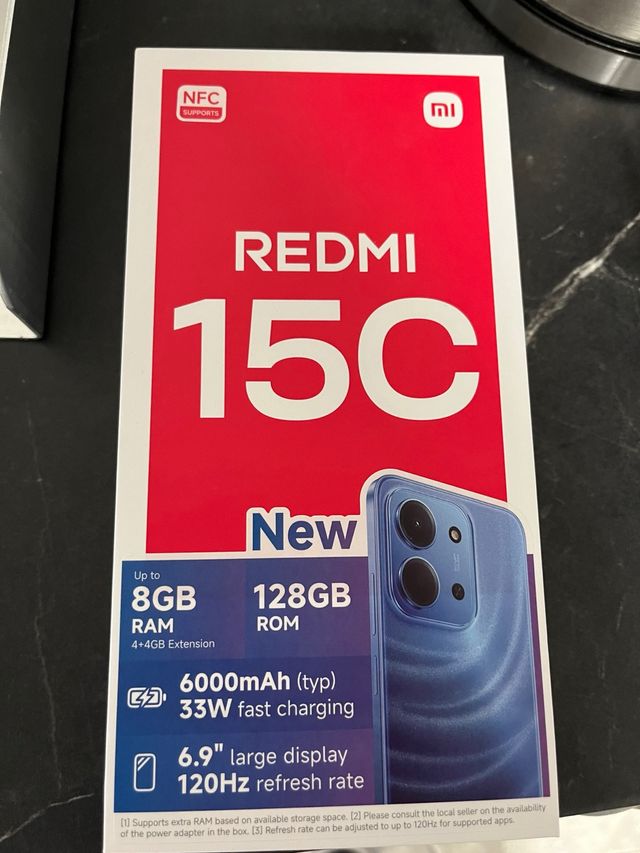 NFC
SUPPORTS
mi
REDMI
15C
New
Up to
8GB
RAM
4+4GB Extension
128GB
ROM
6000mAh (typ)
33W fast charging
6.9" large display
120Hz refresh rate
[1] Supports extra RAM based on available storage space. [2] Please consult the local seller on the availability
of the power adapter in the box. [3] Refresh rate can be adjusted to up to 120Hz for supported apps.